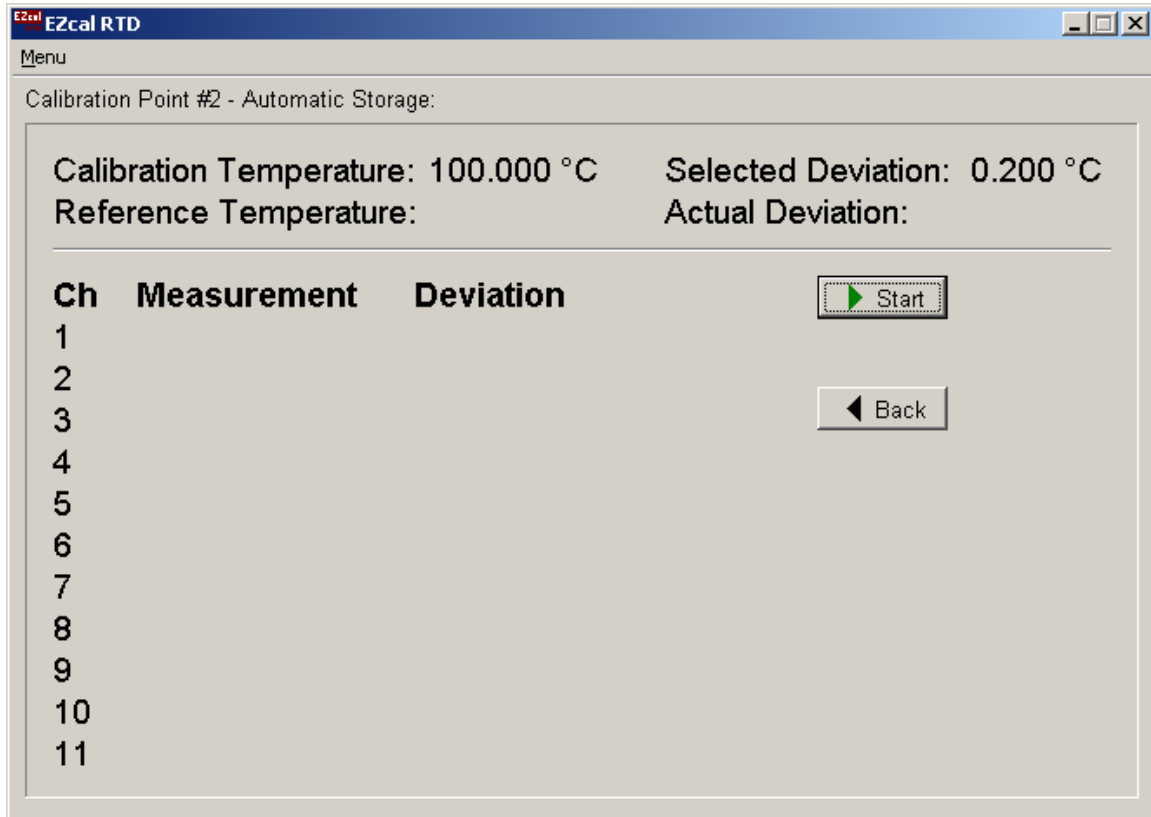 EZcal EZcal RTD
Menu
Calibration Point #2 - Automatic Storage:
Calibration Temperature: 100.000 °C Selected Deviation: 0.200 °C
Reference Temperature: Actual Deviation:
Ch Measurement Deviation Start
1
2
3 Back
4
5
6
7
8
9
10
11